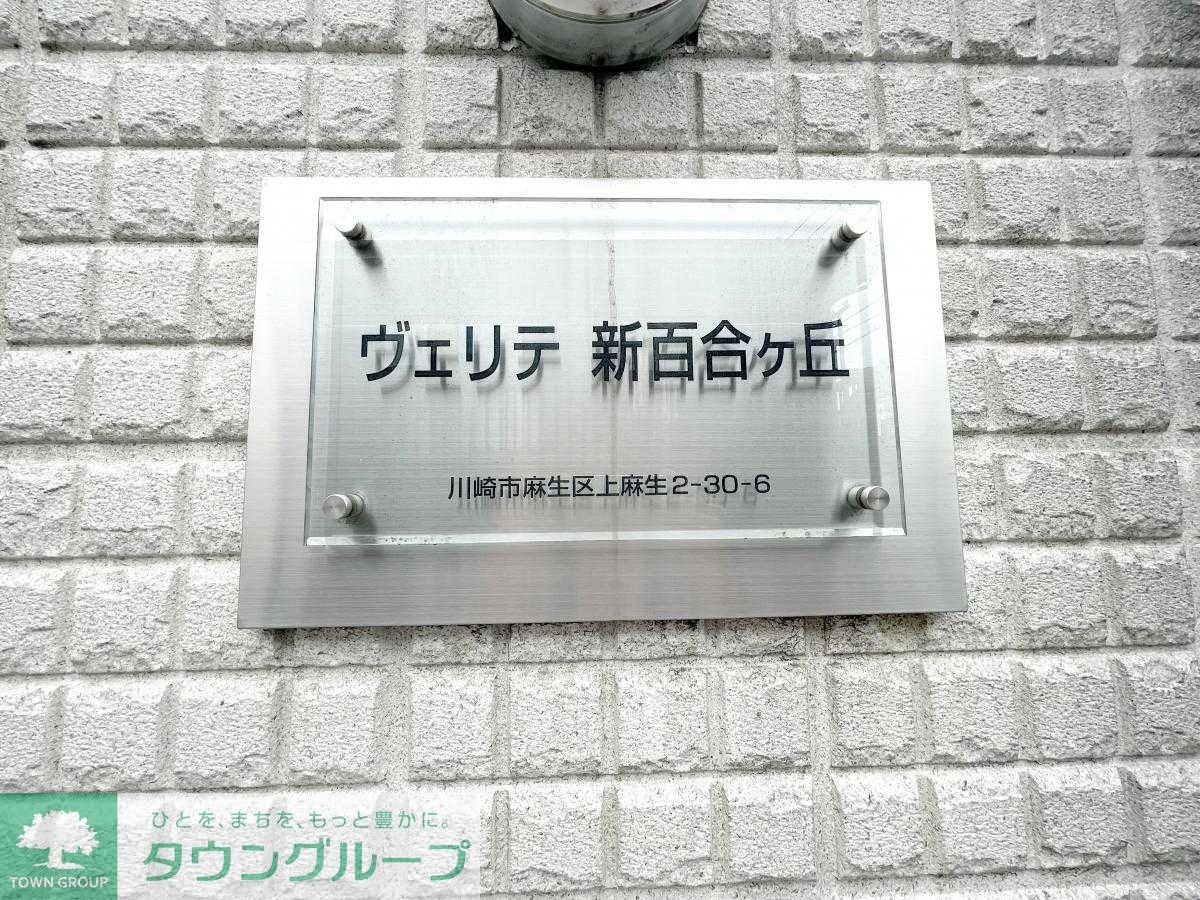 ヴェリテ 新百合ヶ丘
川崎市麻生区上麻生2-30-6
ひとを、まちを、もっと豊かに。
タウングループ
TOWN GROUP